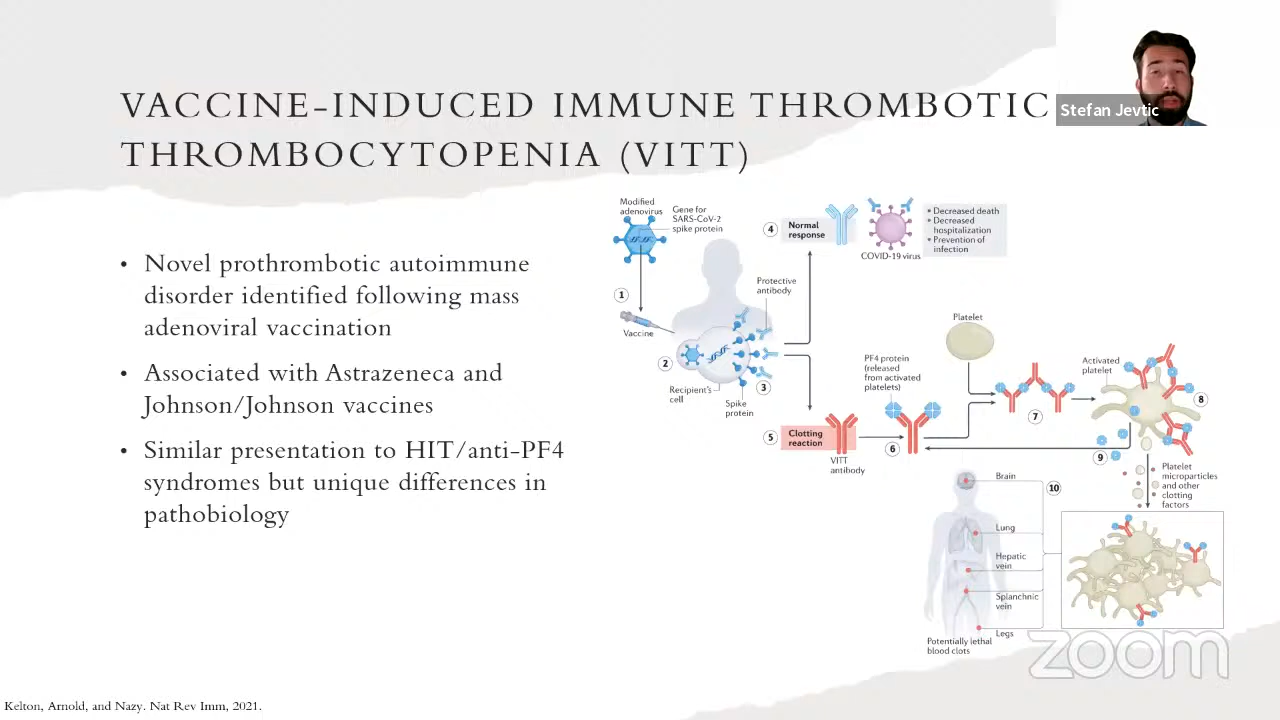 VACCINE-INDUCED IMMUNE THROMBOTIC
THROMBOCYTOPENIA (VITT)
Stefan Jevtic
• Novel prothrombotic autoimmune
disorder identified following mass
adenoviral vaccination
• Associated with Astrazeneca and
Johnson/Johnson vaccines
• Similar presentation to HIT/anti-PF4
syndromes but unique differences in
pathobiology
Modified
adenovirus
Gene for
SARS-CoV-2
spike protein
1
Vaccine
2
Recipient's
cell
Spike
protein
3
Protective
antibody
4
Normal
response
COVID-19 virus
• Decreased death
• Decreased
hospitalization
• Prevention of
infection
5
Clotting
reaction
VITT
antibody
PF4 protein
(released
from activated
platelets)
6
Platelet
7
Activated
platelet
8
9
Platelet
microparticles
and other
clotting
factors
10
Brain
Lung
Hepatic
vein
Splanchnic
vein
Legs
Potentially lethal
blood clots
zoom
Kelton, Arnold, and Nazy. Nat Rev Imm, 2021.